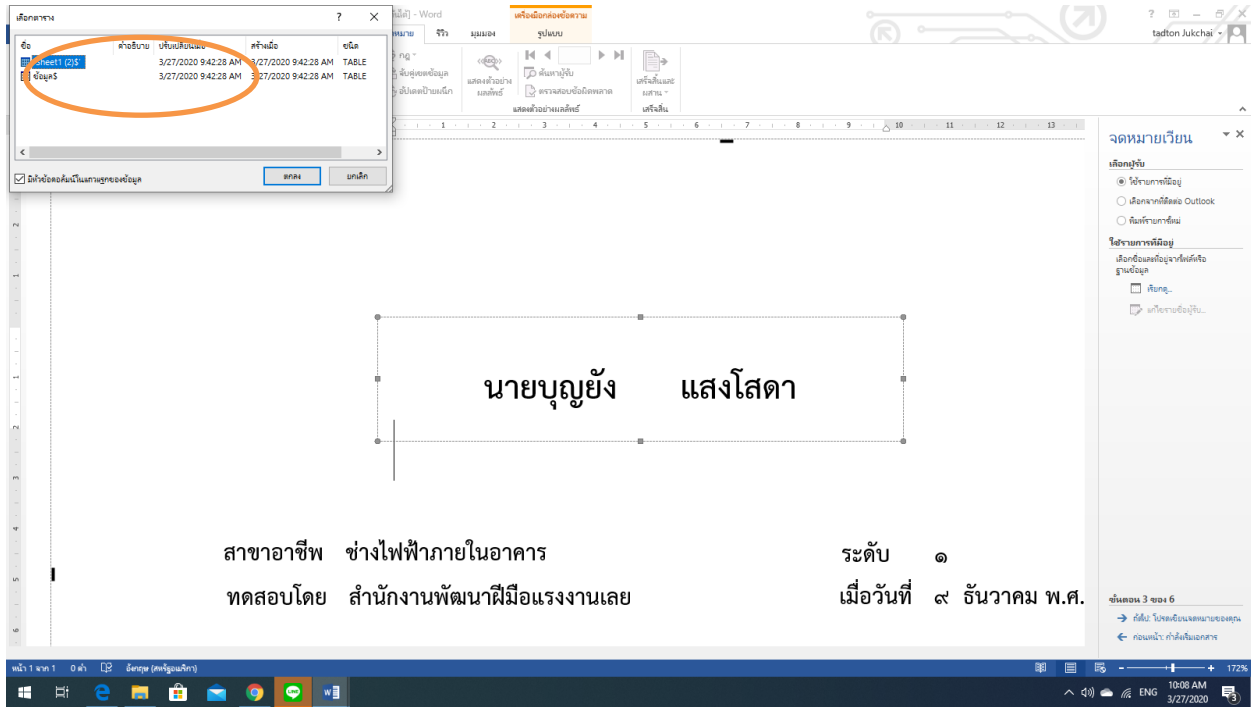 เลือกตาราง ? ×
ชื่อ คำอธิบาย ปรับเปลี่ยนเมื่อ สร้างเมื่อ ชนิด
'Sheet1 (2)$' 3/27/2020 9:42:28 AM 3/27/2020 9:42:28 AM TABLE
ข้อมูล$ 3/27/2020 9:42:28 AM 3/27/2020 9:42:28 AM TABLE
มีหัวข้อคอลัมน์ในแถวแรกของข้อมูล
ตกลง ยกเลิก
- Word
เครื่องมือกล่องข้อความ
tadton Jukchai
รีวิว มุมมอง รูปแบบ
จับคู่เขตข้อมูล
อัปเดตป้ายผนึก
ABC
แสดงตัวอย่าง
ผลลัพธ์
ค้นหาผู้รับ
ตรวจสอบข้อผิดพลาด
แสดงตัวอย่างผลลัพธ์
เสร็จสิ้นและ
ผสาน
เสร็จสิ้น
1 2 3 4 5 6 7 8 9 10 11 12 13
จดหมายเวียน
เลือกผู้รับ
ใช้รายการที่มีอยู่
เลือกจากที่ติดต่อ Outlook
พิมพ์รายการใหม่
ใช้รายการที่มีอยู่
เลือกชื่อและที่อยู่จากไฟล์หรือ
ฐานข้อมูล
เรียกดู...
แก้ไขรายชื่อผู้รับ...
นายบุญยัง แสงโสดา
สาขาอาชีพ ช่างไฟฟ้าภายในอาคาร ระดับ ๑
ทดสอบโดย สำนักงานพัฒนาฝีมือแรงงานเลย เมื่อวันที่ ๙ ธันวาคม พ.ศ.
ขั้นตอน 3 ของ 6
ถัดไป: โปรดเขียนจดหมายของคุณ
ก่อนหน้า: กำลังเริ่มเอกสาร
หน้า 1 จาก 1 0 คำ อังกฤษ (สหรัฐอเมริกา) 172%
ENG 10:08 AM
3/27/2020